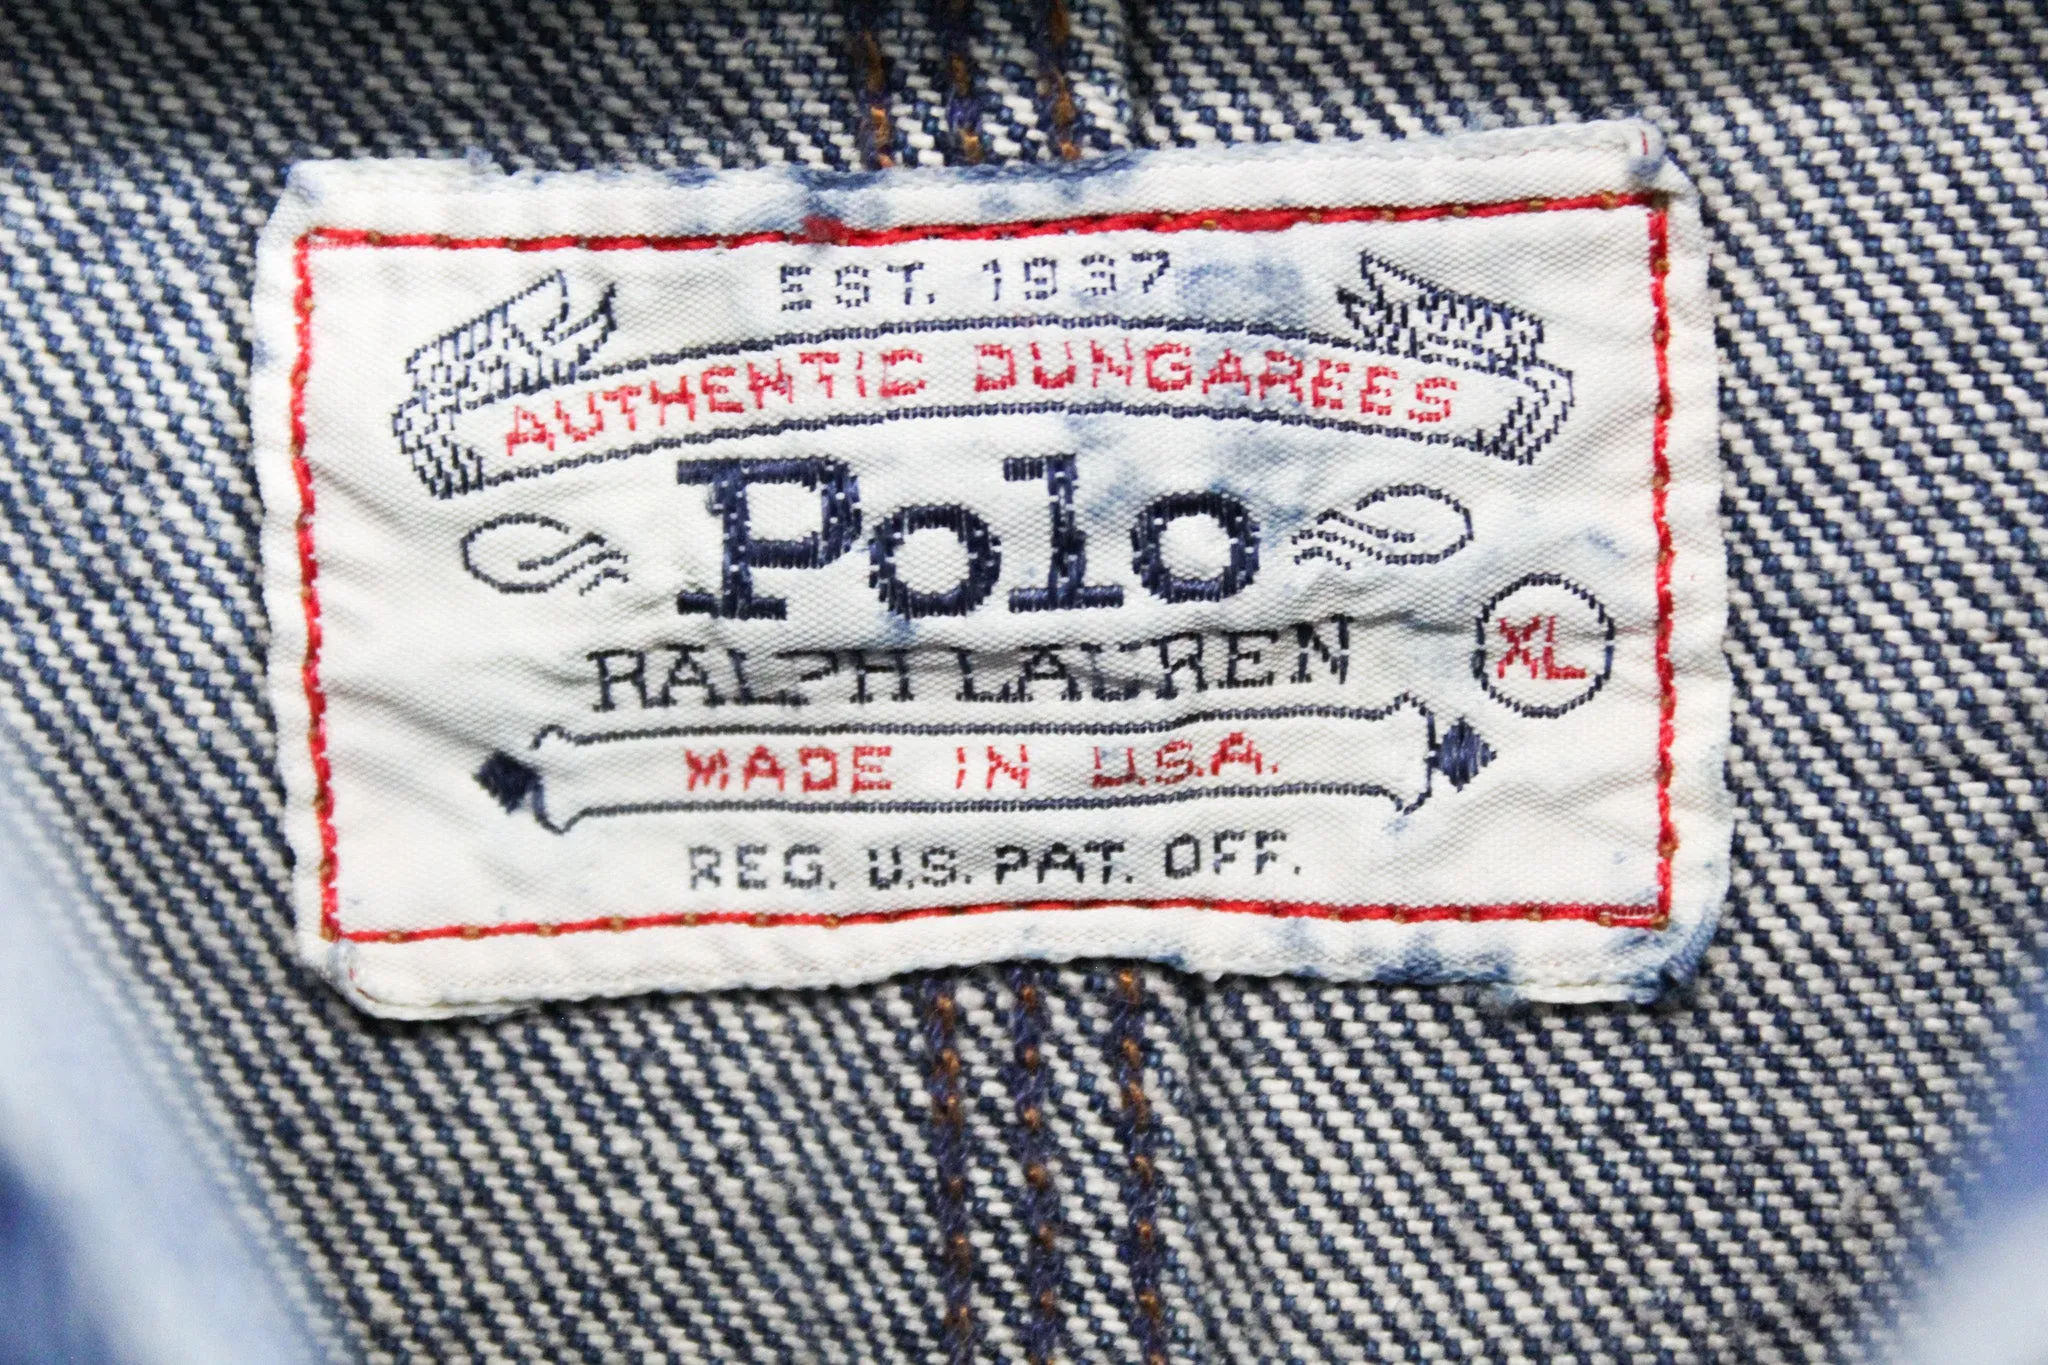 EST. 1937
AUTHENTIC DUNGAREES
Polo
RALPH LAUREN
XL
MADE IN U.S.A.
REG. U.S. PAT. OFF.